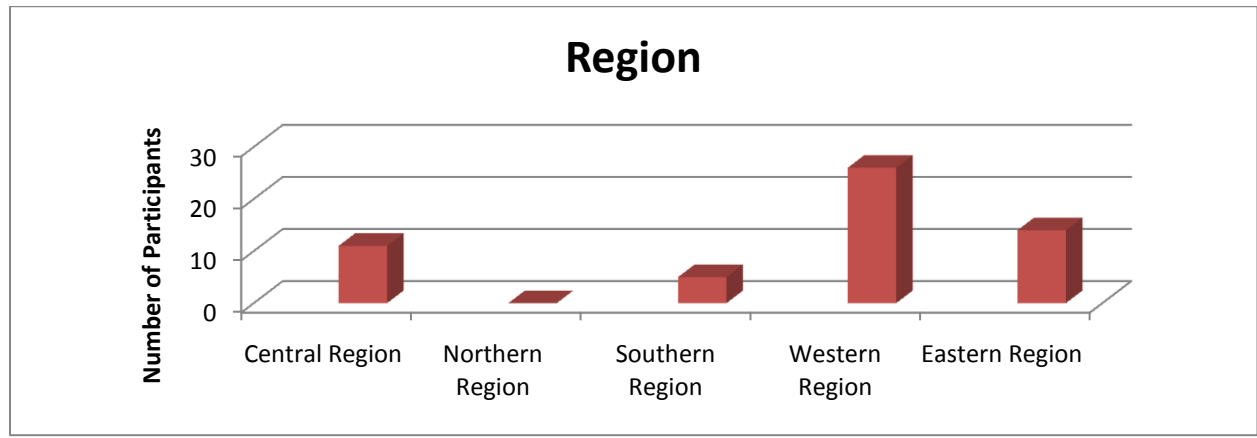 Region
Number of Participants
30
20
10
0
Central Region
Northern
Region
Southern
Region
Western
Region
Eastern Region